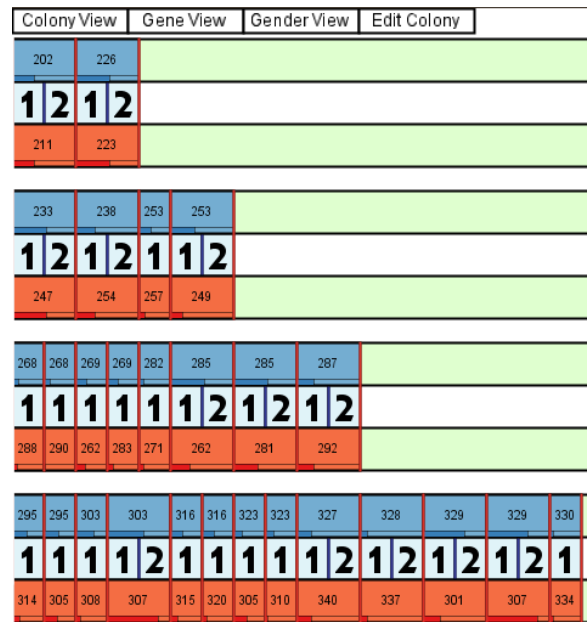 Colony View Gene View Gender View Edit Colony
202 226
1 2 1 2
211 223
233 238 253 253
1 2 1 2 1 1 2
247 254 257 249
268 268 269 269 282 285 285 287
1 1 1 1 1 1 2 1 2 1 2
288 290 262 283 271 262 281 292
295 295 303 303 316 316 323 323 327 328 329 329 330
1 1 1 1 2 1 1 1 1 1 2 1 2 1 2 1 2 1
314 305 308 307 315 320 305 310 340 337 301 307 334